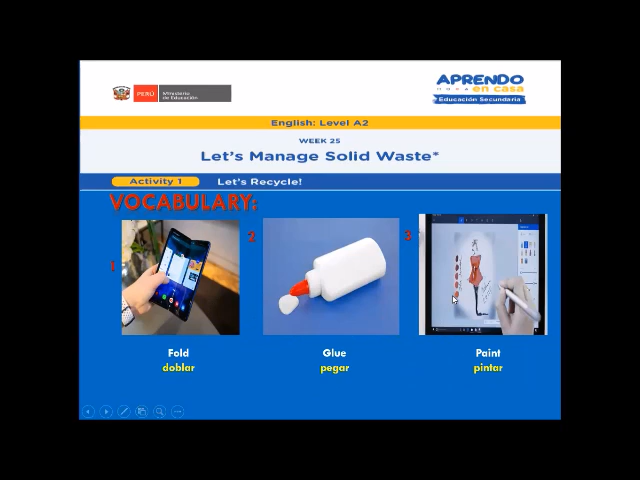 PERÚ
Ministerio
de Educación
APRENDO
en casa
Educación Secundaria
English: Level A2
WEEK 25
Let's Manage Solid Waste*
Activity 1
Let's Recycle!
VOCABULARY:
1
2
3
Fold
doblar
Glue
pegar
Paint
pintar